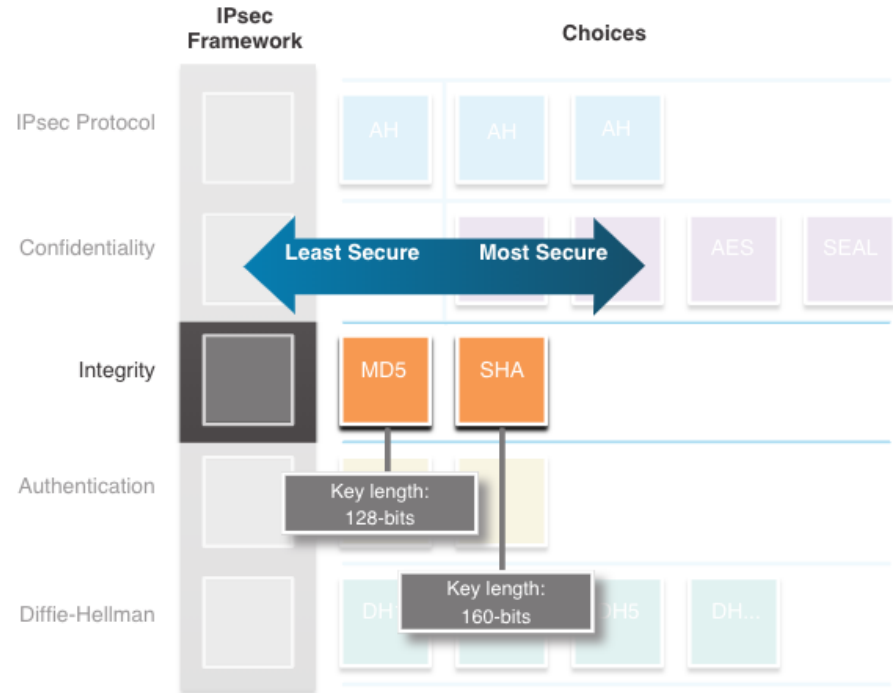 IPsec
Framework
Choices
IPsec Protocol
AH
AH
AH
Confidentiality
Least Secure
Most Secure
AES
SEAL
Integrity
MD5
SHA
Authentication
Key length:
128-bits
Diffie-Hellman
Key length:
160-bits
DH5
DH...